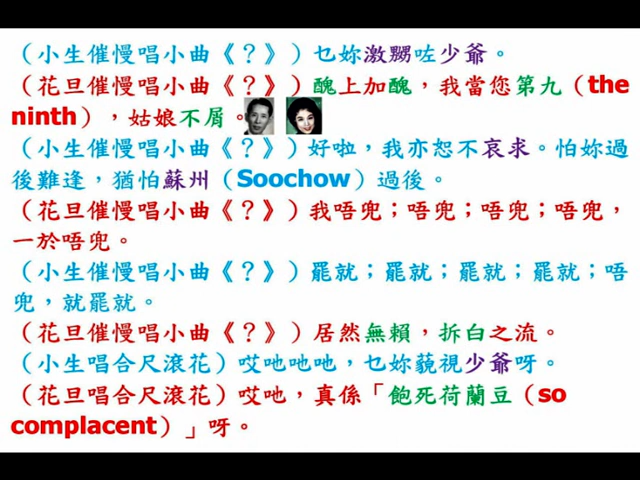 （小生催慢唱小曲《？》）乜妳激嬲咗少爺。
（花旦催慢唱小曲《？》）醜上加醜，我當您第九（the
ninth），姑娘不屑。
（小生催慢唱小曲《？》）好啦，我亦恕不哀求。怕妳過
後難逢，猶怕蘇州（Soochow）過後。
（花旦催慢唱小曲《？》）我唔兜；唔兜；唔兜；唔兜，
一於唔兜。
（小生催慢唱小曲《？》）罷就；罷就；罷就；罷就；唔
兜，就罷就。
（花旦催慢唱小曲《？》）居然無賴，拆白之流。
（小生唱合尺滾花）哎吔吔吔，乜妳藐視少爺呀。
（花旦唱合尺滾花）哎吔，真係「飽死荷蘭豆（so
complacent）」呀。